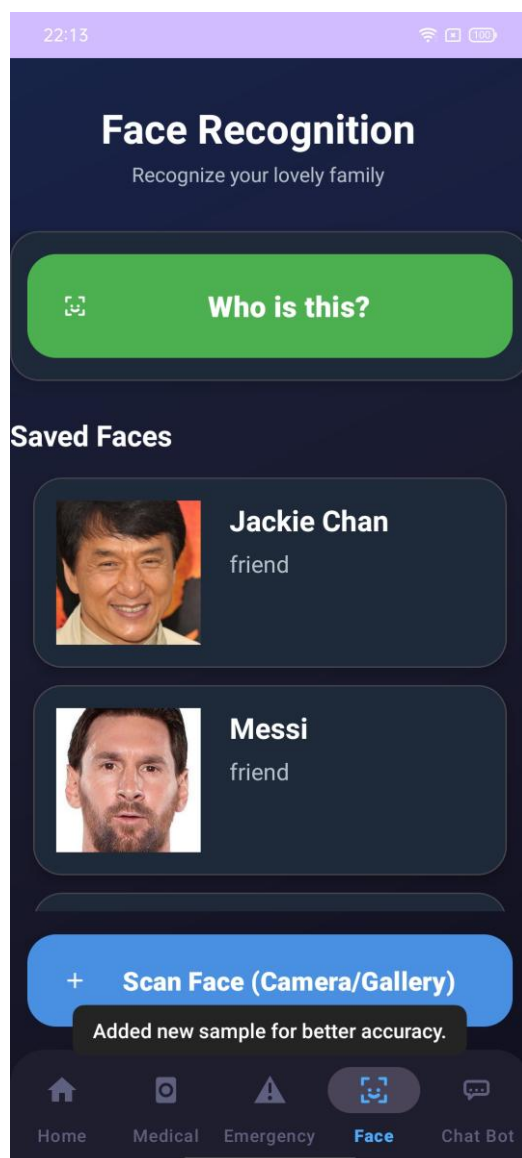 22:13
100
Face Recognition
Recognize your lovely family
Who is this?
Saved Faces
Jackie Chan
friend
Messi
friend
+ Scan Face (Camera/Gallery)
Added new sample for better accuracy.
Home Medical Emergency Face Chat Bot